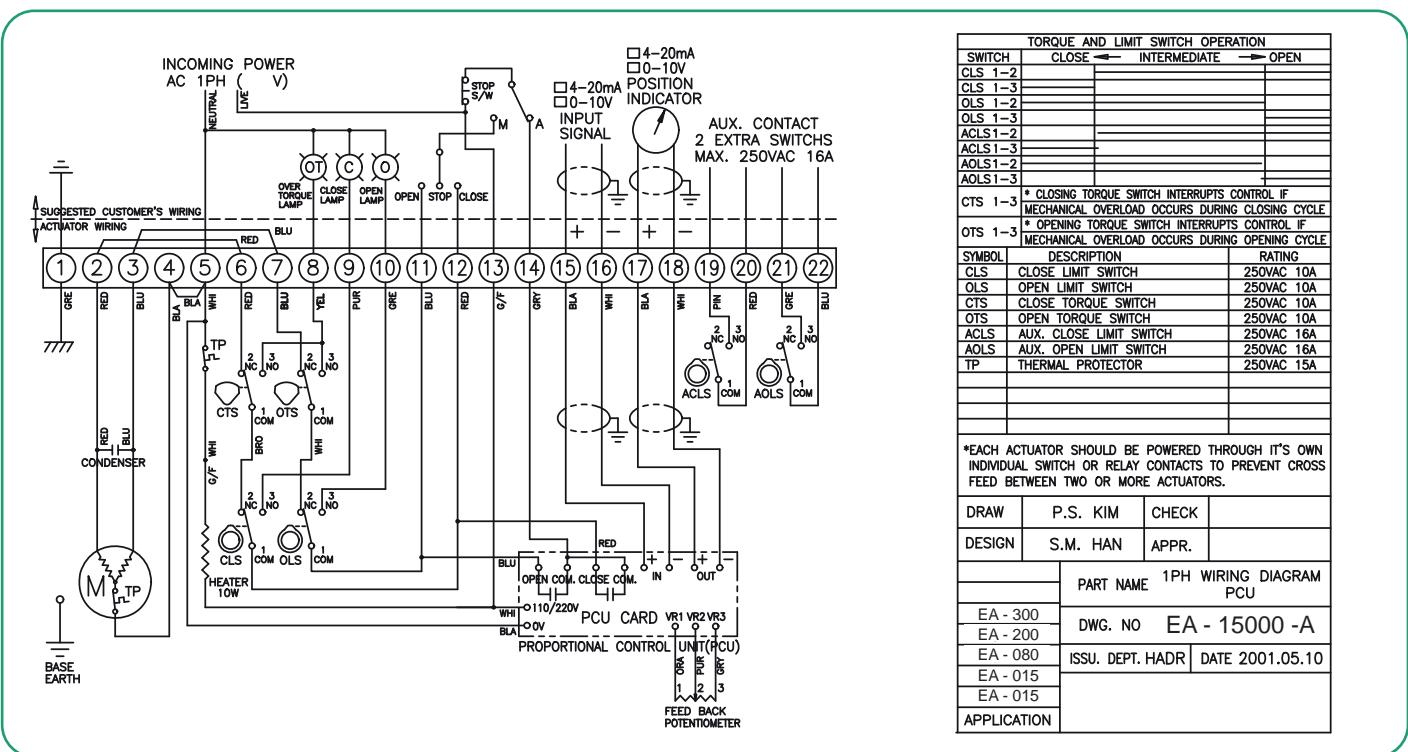 INCOMING POWER
AC 1PH ( V)
NEUTRAL
LIVE
STOP
S/W
M
A
□4-20mA
□0-10V
INPUT
SIGNAL
□4-20mA
□0-10V
POSITION
INDICATOR
AUX. CONTACT
2 EXTRA SWITCHS
MAX. 250VAC 16A
OT
C
O
OVER
TORQUE
LAMP
CLOSE
LAMP
OPEN
LAMP
OPEN STOP CLOSE
SUGGESTED CUSTOMER'S WIRING
ACTUATOR WIRING
BLU
RED
+ - + -
1 2 3 4 5 6 7 8 9 10 11 12 13 14 15 16 17 18 19 20 21 22
GRE RED BLU BLA BLA WHI RED BLU YEL PUR GRE BLU RED G/F GRY BLA WHI BLA WHI PIN RED GRE BLU
TP
2 3
NC NO
2 3
NC NO
CTS
1
COM
OTS
1
COM
BRO
WHI
2 3
NC NO
2 3
NC NO
CLS
1
COM
OLS
1
COM
2 3
NC NO
ACLS
1
COM
2 3
NC NO
AOLS
1
COM
RED
BLU
CONDENSER
WHI
G/F
HEATER
10W
M
TP
BASE
EARTH
RED
BLU
OPEN COM. CLOSE COM.
+ - + -
IN OUT
WHI
110/220V
BLA
0V
PCU CARD
VR1 VR2 VR3
PROPORTIONAL CONTROL UNIT(PCU)
ORA PUR GRY
1 2 3
FEED BACK
POTENTIOMETER
TORQUE AND LIMIT SWITCH OPERATION
SWITCH CLOSE INTERMEDIATE OPEN
CLS 1-2
CLS 1-3
OLS 1-2
OLS 1-3
ACLS1-2
ACLS1-3
AOLS1-2
AOLS1-3
CTS 1-3 * CLOSING TORQUE SWITCH INTERRUPTS CONTROL IF
MECHANICAL OVERLOAD OCCURS DURING CLOSING CYCLE
OTS 1-3 * OPENING TORQUE SWITCH INTERRUPTS CONTROL IF
MECHANICAL OVERLOAD OCCURS DURING OPENING CYCLE
SYMBOL DESCRIPTION RATING
CLS CLOSE LIMIT SWITCH 250VAC 10A
OLS OPEN LIMIT SWITCH 250VAC 10A
CTS CLOSE TORQUE SWITCH 250VAC 10A
OTS OPEN TORQUE SWITCH 250VAC 10A
ACLS AUX. CLOSE LIMIT SWITCH 250VAC 16A
AOLS AUX. OPEN LIMIT SWITCH 250VAC 16A
TP THERMAL PROTECTOR 250VAC 15A
*EACH ACTUATOR SHOULD BE POWERED THROUGH IT'S OWN
INDIVIDUAL SWITCH OR RELAY CONTACTS TO PREVENT CROSS
FEED BETWEEN TWO OR MORE ACTUATORS.
DRAW P.S. KIM CHECK
DESIGN S.M. HAN APPR.
PART NAME 1PH WIRING DIAGRAM
PCU
EA - 300
EA - 200
EA - 080
EA - 015
EA - 015
APPLICATION
DWG. NO EA - 15000 -A
ISSU. DEPT. HADR DATE 2001.05.10